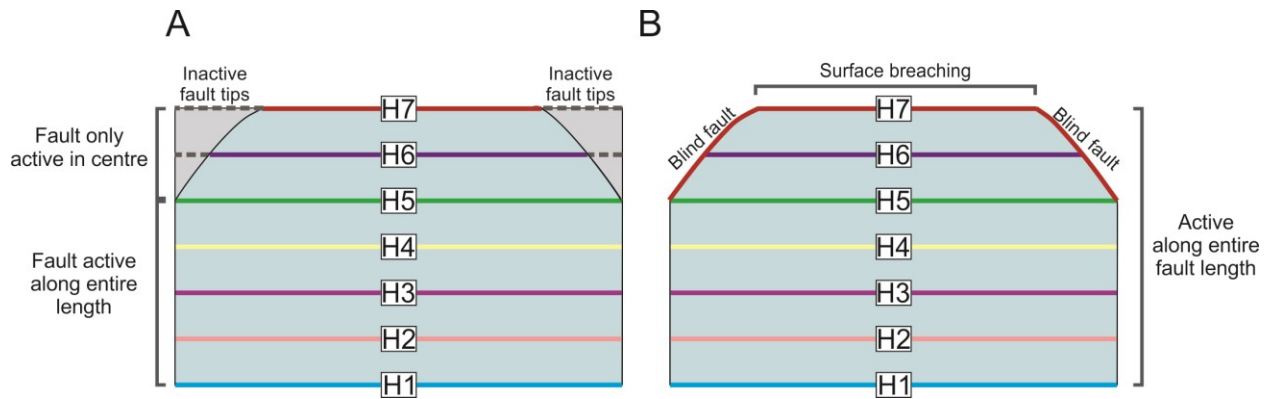 A
Inactive
fault tips
Inactive
fault tips
Fault only
active in centre
Fault active
along entire
length
H7
H6
H5
H4
H3
H2
H1
B
Surface breaching
Blind fault
Blind fault
H7
H6
H5
H4
H3
H2
H1
Active
along entire
fault length